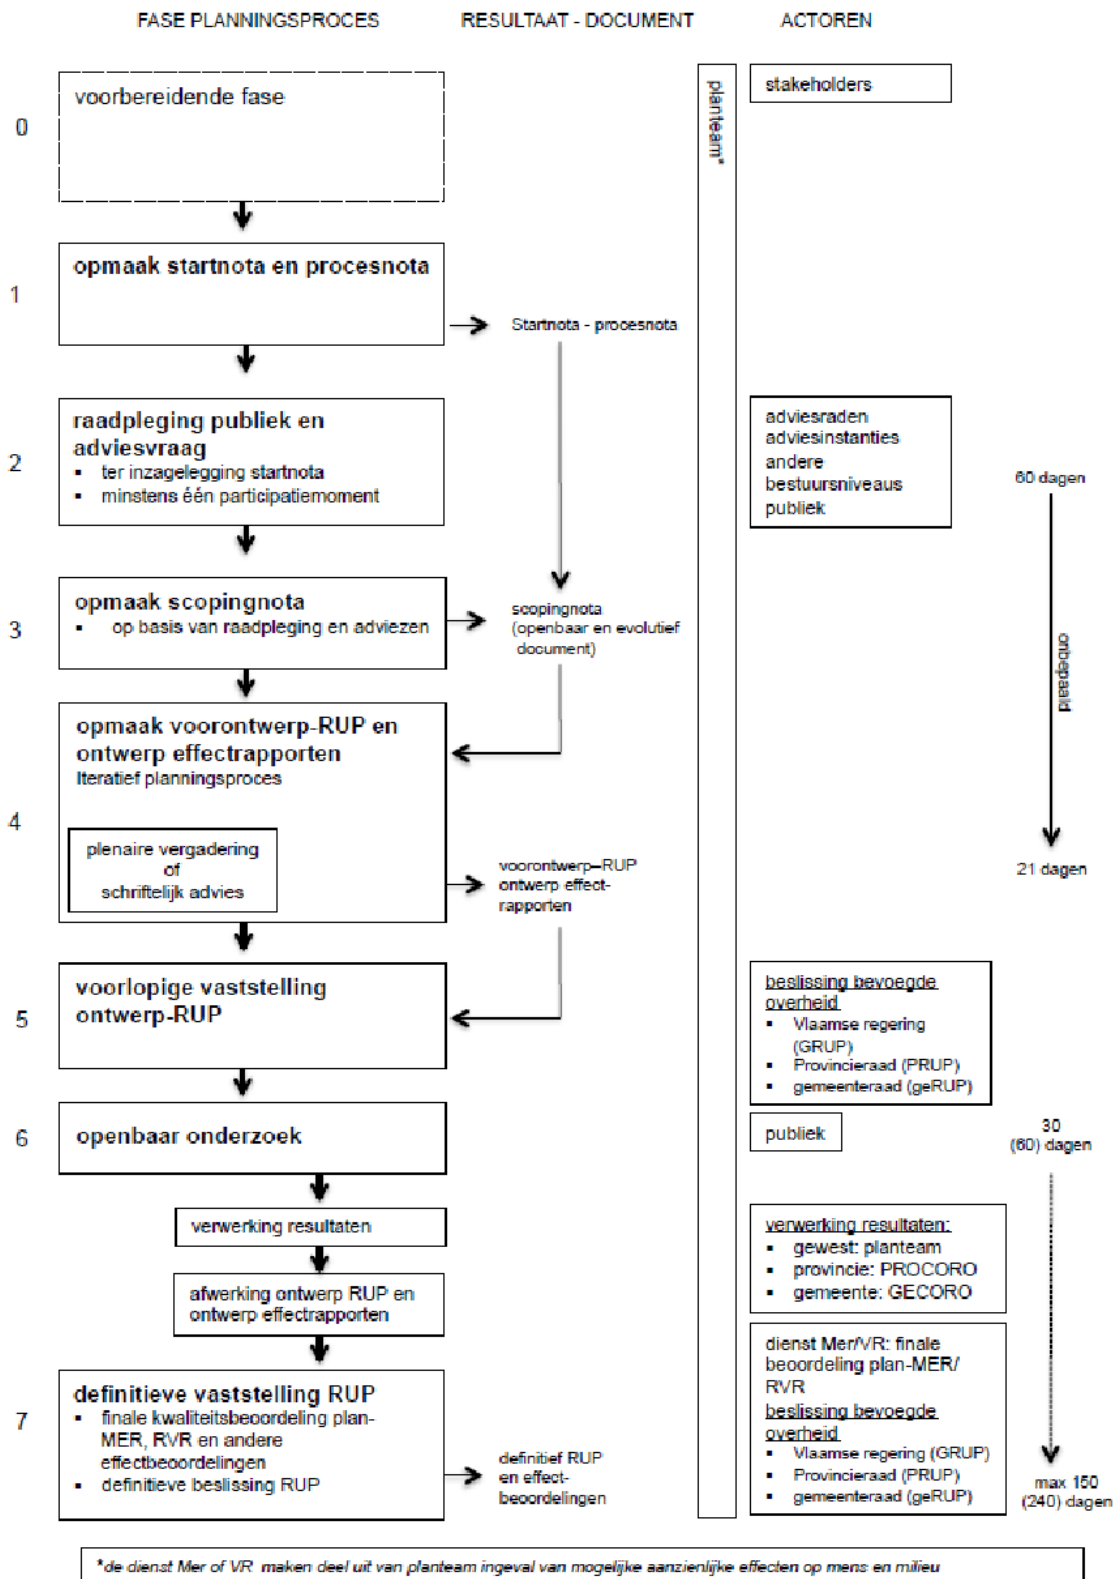 FASE PLANNINGSPROCES
RESULTAAT - DOCUMENT
ACTOREN
0
voorbereidende fase
planteam*
stakeholders
1
opmaak startnota en procesnota
Startnota - procesnota
2
raadpleging publiek en
adviesvraag
▪ ter inzagelegging startnota
▪ minstens één participatiemoment
adviesraden
adviesinstanties
andere
bestuursniveaus
publiek
60 dagen
3
opmaak scopingnota
▪ op basis van raadpleging en adviezen
scopingnota
(openbaar en evolutief
document)
onbepaald
4
opmaak voorontwerp-RUP en
ontwerp effectrapporten
Iteratief planningsproces
plenaire vergadering
of
schriftelijk advies
voorontwerp–RUP
ontwerp effect-
rapporten
21 dagen
5
voorlopige vaststelling
ontwerp-RUP
beslissing bevoegde
overheid
▪ Vlaamse regering
(GRUP)
▪ Provincieraad (PRUP)
▪ gemeenteraad (geRUP)
6
openbaar onderzoek
publiek
30
(60) dagen
verwerking resultaten
afwerking ontwerp RUP en
ontwerp effectrapporten
verwerking resultaten:
▪ gewest: planteam
▪ provincie: PROCORO
▪ gemeente: GECORO
7
definitieve vaststelling RUP
▪ finale kwaliteitsbeoordeling plan-
MER, RVR en andere
effectbeoordelingen
▪ definitieve beslissing RUP
definitief RUP
en effect-
beoordelingen
dienst Mer/VR: finale
beoordeling plan-MER/
RVR
beslissing bevoegde
overheid
▪ Vlaamse regering (GRUP)
▪ Provincieraad (PRUP)
▪ gemeenteraad (geRUP)
max 150
(240) dagen
*de dienst Mer of VR maken deel uit van planteam ingeval van mogelijke aanzienlijke effecten op mens en milieu